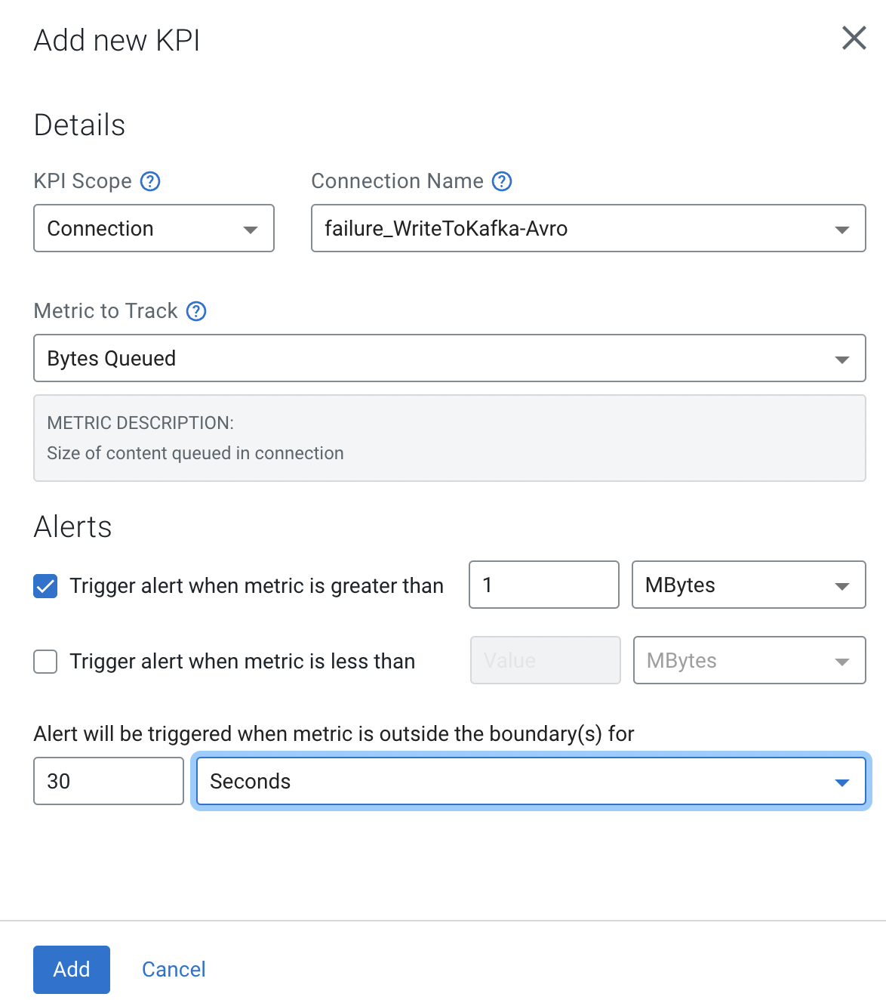 Add new KPI
Details
KPI Scope ?
Connection Name ?
Connection
failure_WriteToKafka-Avro
Metric to Track ?
Bytes Queued
METRIC DESCRIPTION:
Size of content queued in connection
Alerts
Trigger alert when metric is greater than 1 MBytes
Trigger alert when metric is less than Value MBytes
Alert will be triggered when metric is outside the boundary(s) for
30 Seconds
Add Cancel